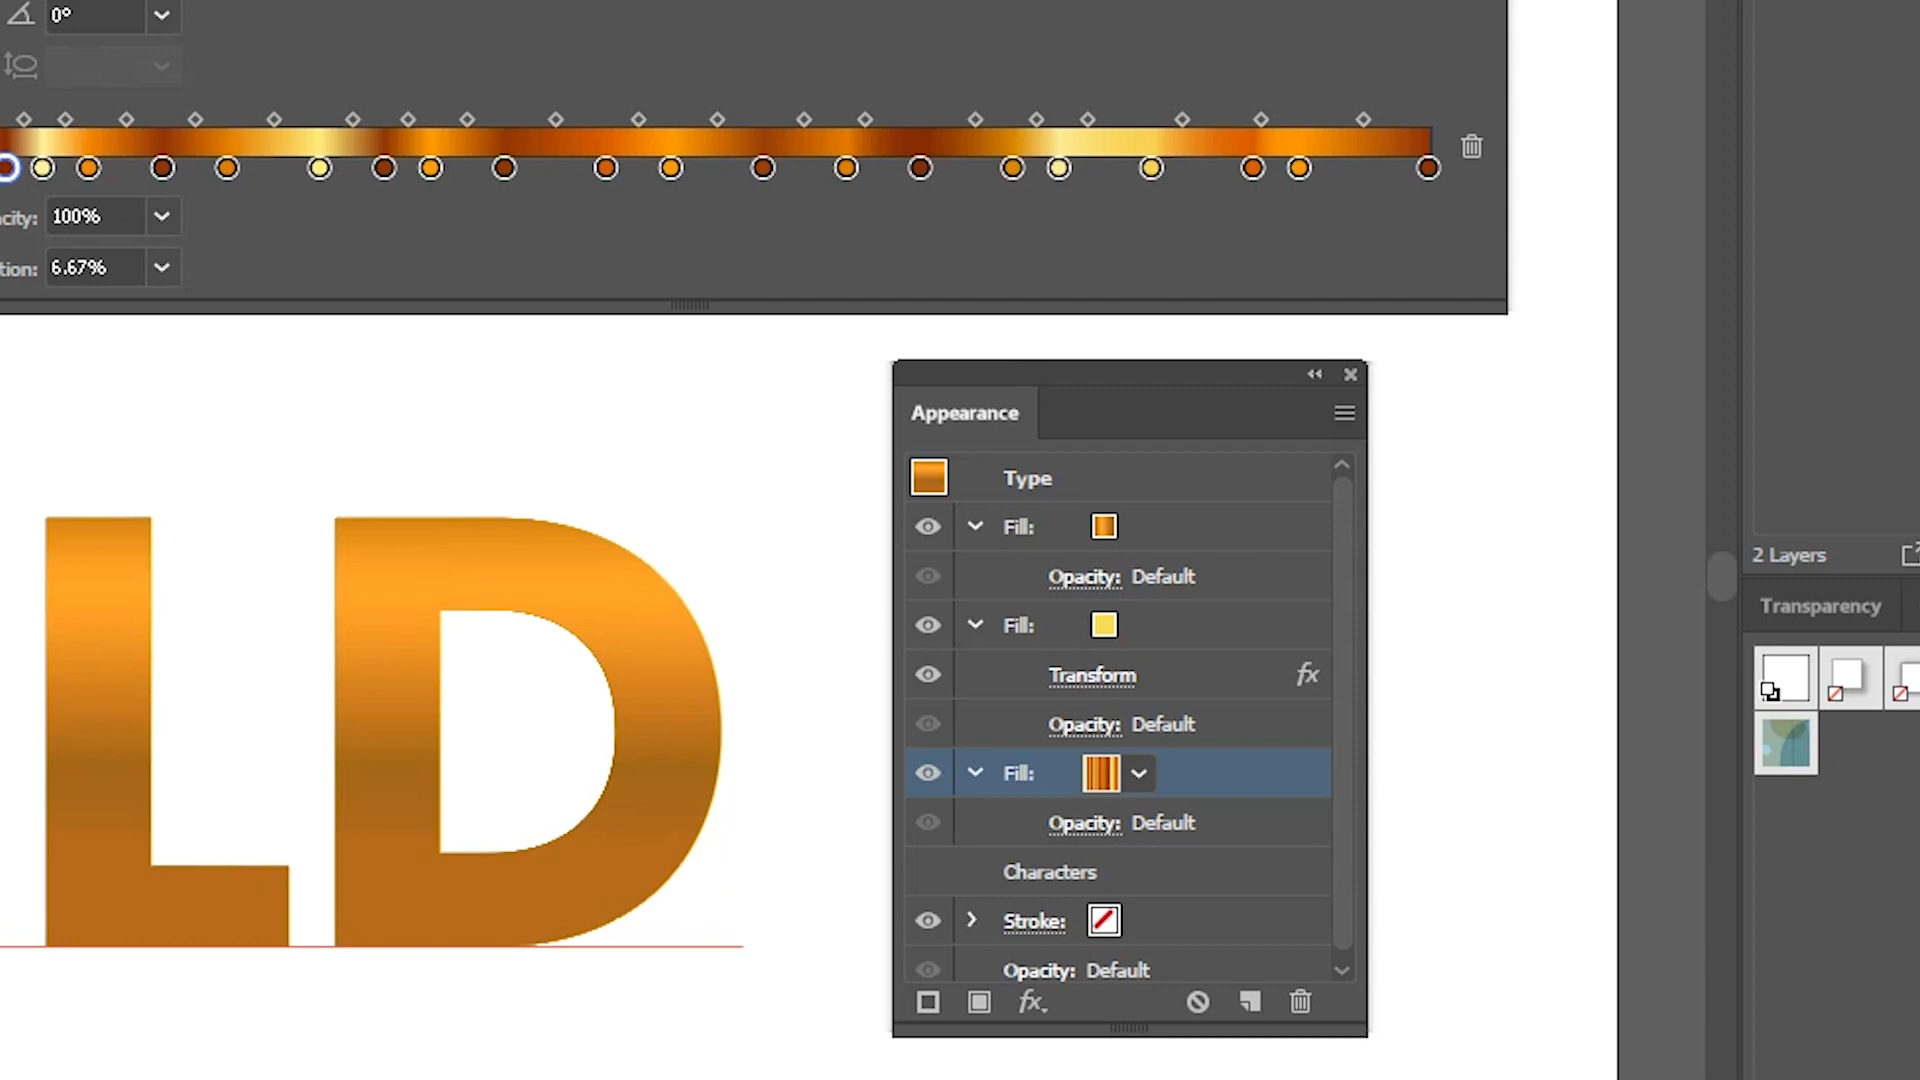 0°
acity: 100%
tion: 6.67%
Appearance
Type
Fill:
Opacity: Default
Fill:
Transform fx
Opacity: Default
Fill:
Opacity: Default
Characters
Stroke:
Opacity: Default
fx.
LD
2 Layers
Transparency